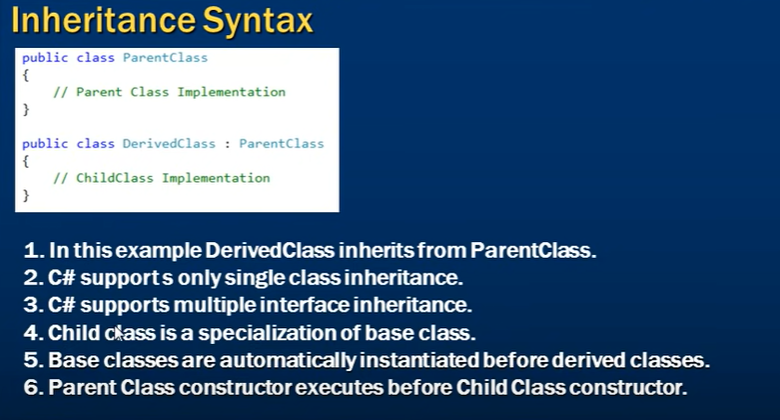 Inheritance Syntax
public class ParentClass
{
// Parent Class Implementation
}
public class DerivedClass : ParentClass
{
// ChildClass Implementation
}
1. In this example DerivedClass inherits from ParentClass.
2. C# support s only single class inheritance.
3. C# supports multiple interface inheritance.
4. Child class is a specialization of base class.
5. Base classes are automatically instantiated before derived classes.
6. Parent Class constructor executes before Child Class constructor.